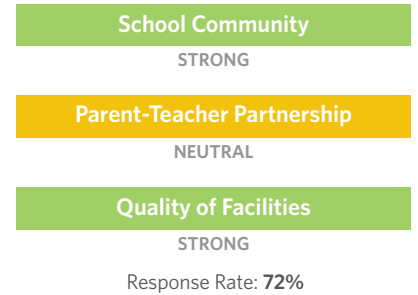 School Community
STRONG
Parent-Teacher Partnership
NEUTRAL
Quality of Facilities
STRONG
Response Rate: 72%